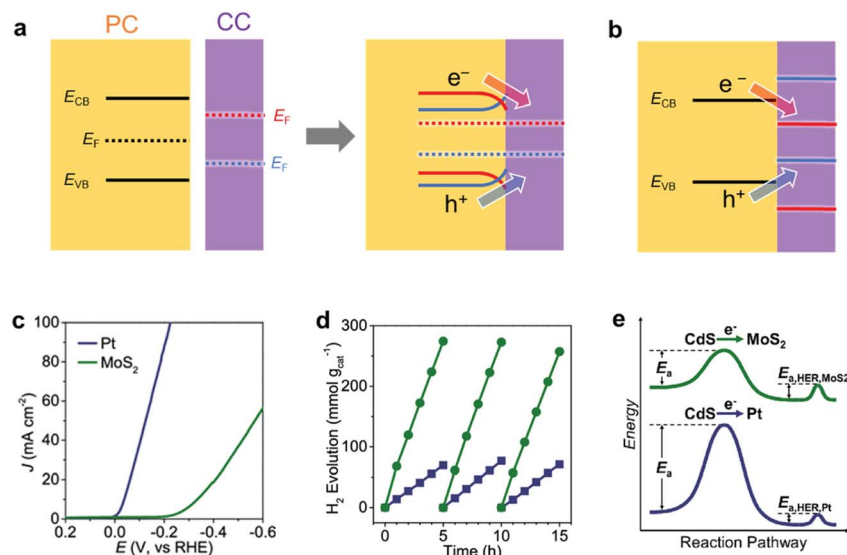 a
PC
CC
E_CB
E_F
E_VB
E_F
E_F
e⁻
h⁺
b
E_CB
E_VB
e⁻
h⁺
c
Pt
MoS₂
J (mA cm⁻²)
100
80
60
40
20
0
0.2 0.0 -0.2 -0.4 -0.6
E (V, vs RHE)
d
H₂ Evolution (mmol g_cat⁻¹)
300
200
100
0
0 5 10 15
Time (h)
e
Energy
e⁻
CdS MoS₂
E_a
E_a,HER,MoS2
e⁻
CdS Pt
E_a
E_a,HER,Pt
Reaction Pathway